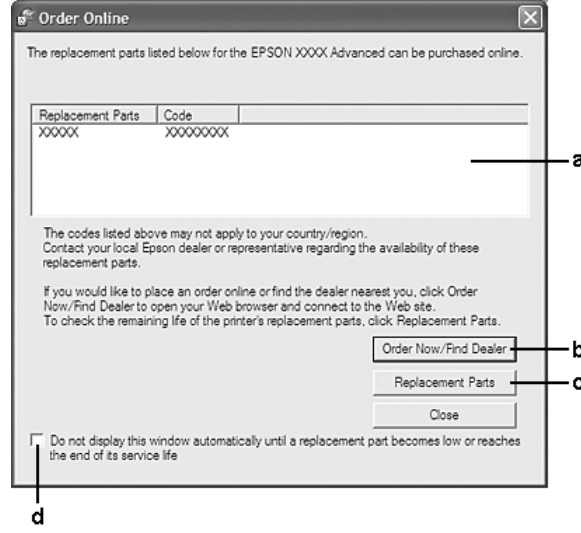 Order Online
The replacement parts listed below for the EPSON XXXX Advanced can be purchased online.
Replacement Parts Code
XXXXX XXXXXXXX
a
The codes listed above may not apply to your country/region.
Contact your local Epson dealer or representative regarding the availability of these
replacement parts.
If you would like to place an order online or find the dealer nearest you, click Order
Now/Find Dealer to open your Web browser and connect to the Web site.
To check the remaining life of the printer's replacement parts, click Replacement Parts.
Order Now/Find Dealer b
Replacement Parts c
Close
Do not display this window automatically until a replacement part becomes low or reaches
the end of its service life
d